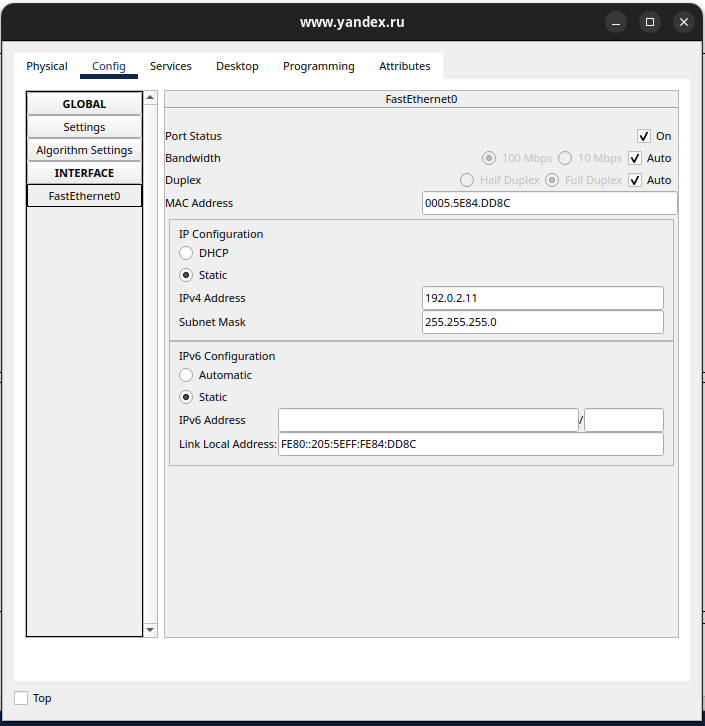 www.yandex.ru
Physical Config Services Desktop Programming Attributes
GLOBAL
Settings
Algorithm Settings
INTERFACE
FastEthernet0
FastEthernet0
Port Status On
Bandwidth 100 Mbps 10 Mbps Auto
Duplex Half Duplex Full Duplex Auto
MAC Address 0005.5E84.DD8C
IP Configuration
DHCP
Static
IPv4 Address 192.0.2.11
Subnet Mask 255.255.255.0
IPv6 Configuration
Automatic
Static
IPv6 Address /
Link Local Address: FE80::205:5EFF:FE84:DD8C
Top